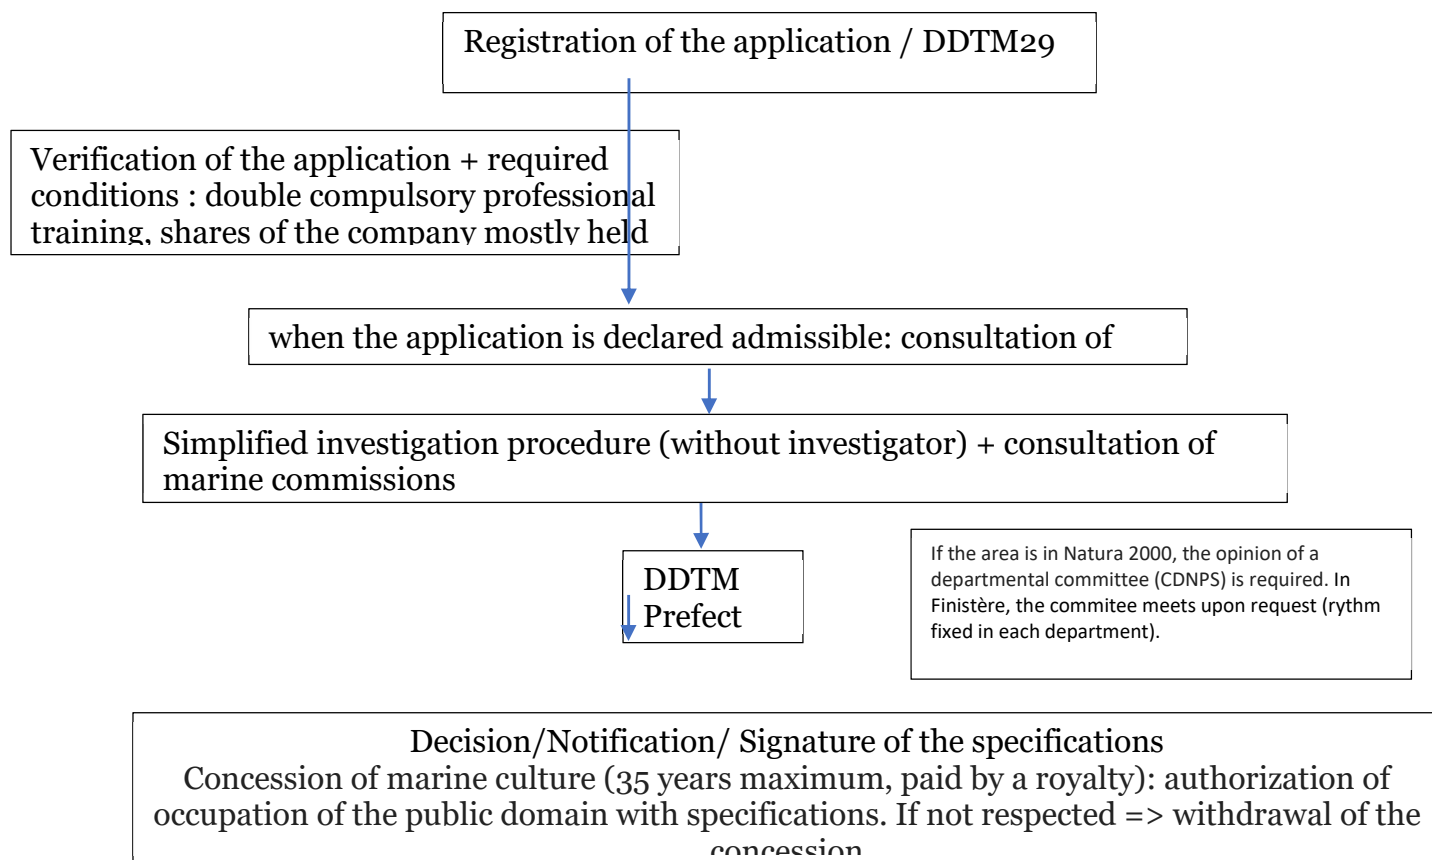 Registration of the application / DDTM29
Verification of the application + required
conditions : double compulsory professional
training, shares of the company mostly held
when the application is declared admissible: consultation of
Simplified investigation procedure (without investigator) + consultation of
marine commissions
DDTM
Prefect
If the area is in Natura 2000, the opinion of a
departmental committee (CDNPS) is required. In
Finistère, the commitee meets upon request (rythm
fixed in each department).
Decision/Notification/ Signature of the specifications
Concession of marine culture (35 years maximum, paid by a royalty): authorization of
occupation of the public domain with specifications. If not respected => withdrawal of the
concession